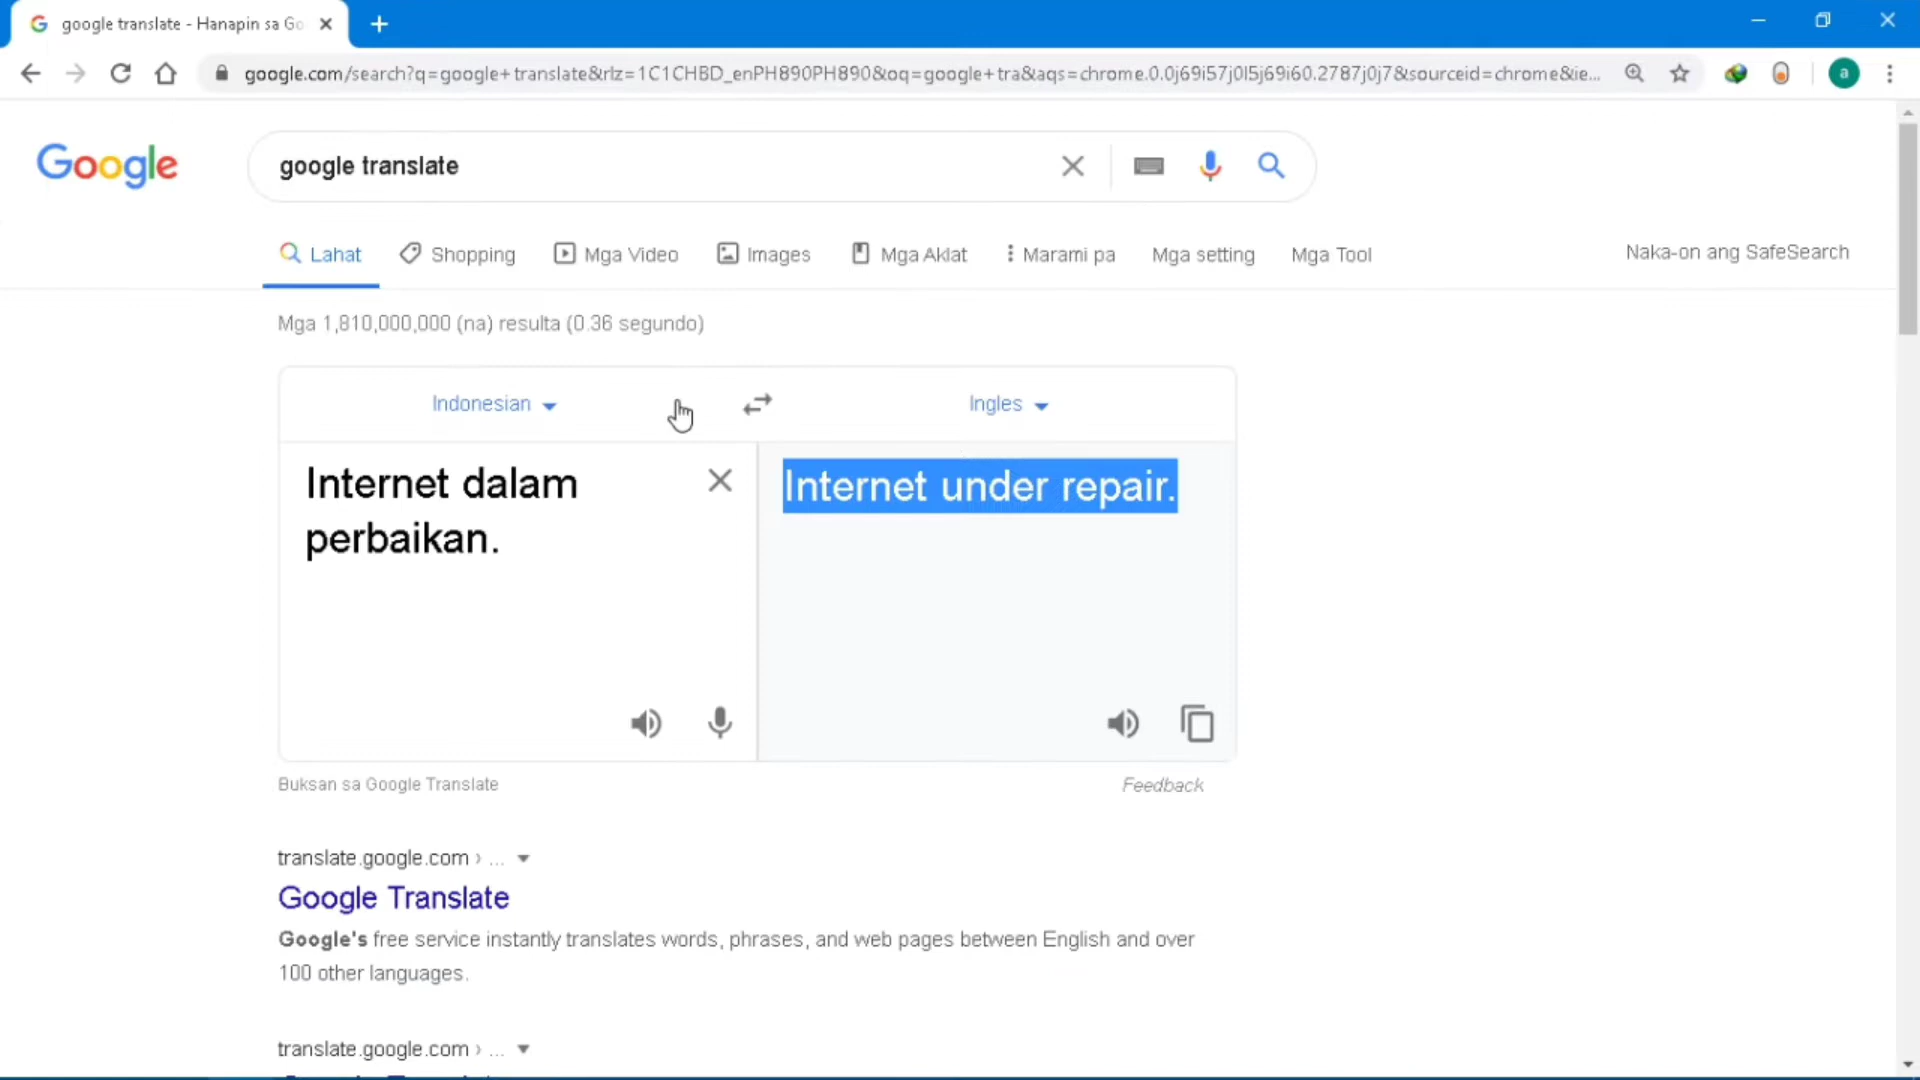 google translate - Hanapin sa Go
google.com/search?q=google+translate&rlz=1C1CHBD_enPH890PH890&oq=google+tra&aqs=chrome.0.0j69i57j0l5j69i60.2787j0j7&sourceid=chrome&ie...
a
Google
google translate
Lahat
Shopping
Mga Video
Images
Mga Aklat
Marami pa
Mga setting
Mga Tool
Naka-on ang SafeSearch
Mga 1,810,000,000 (na) resulta (0.36 segundo)
Indonesian
Ingles
Internet dalam
perbaikan.
Internet under repair.
Buksan sa Google Translate
Feedback
translate.google.com › ...
Google Translate
Google's free service instantly translates words, phrases, and web pages between English and over
100 other languages.
translate.google.com › ...